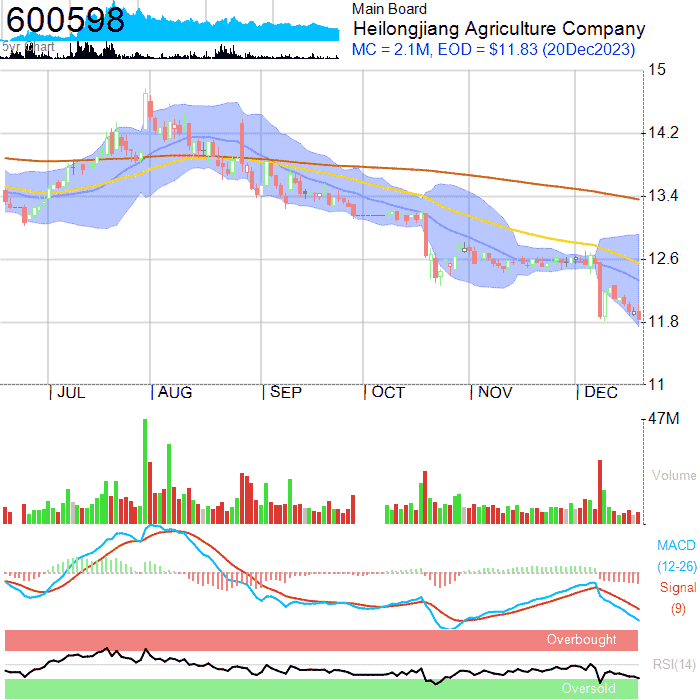 600598
5yr Chart
Main Board
Heilongjiang Agriculture Company
MC = 2.1M, EOD = $11.83 (20Dec2023)
15
14.2
13.4
12.6
11.8
11
JUL AUG SEP OCT NOV DEC
47M
Volume
MACD
(12-26)
Signal
(9)
Overbought
RSI(14)
Oversold